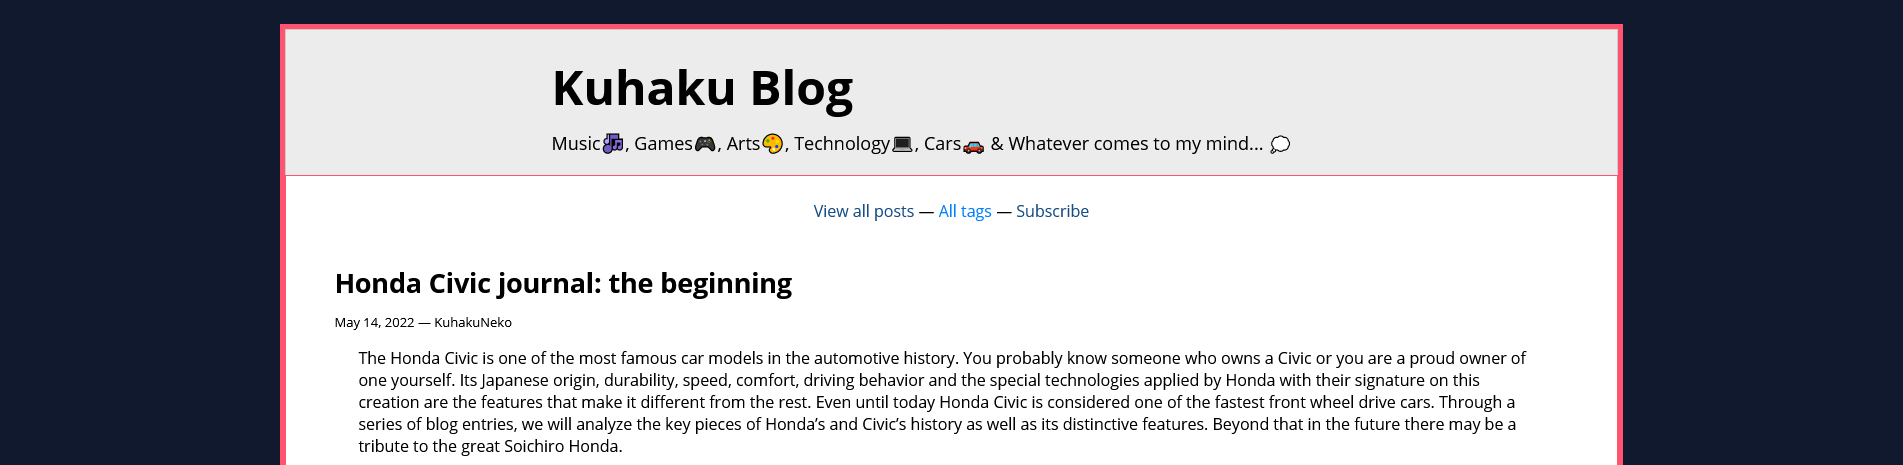 Kuhaku Blog
Music🎵, Games🎮, Arts🎨, Technology💻, Cars🚗 & Whatever comes to my mind... 💭
View all posts — All tags — Subscribe
Honda Civic journal: the beginning
May 14, 2022 — KuhakuNeko
The Honda Civic is one of the most famous car models in the automotive history. You probably know someone who owns a Civic or you are a proud owner of
one yourself. Its Japanese origin, durability, speed, comfort, driving behavior and the special technologies applied by Honda with their signature on this
creation are the features that make it different from the rest. Even until today Honda Civic is considered one of the fastest front wheel drive cars. Through a
series of blog entries, we will analyze the key pieces of Honda’s and Civic’s history as well as its distinctive features. Beyond that in the future there may be a
tribute to the great Soichiro Honda.